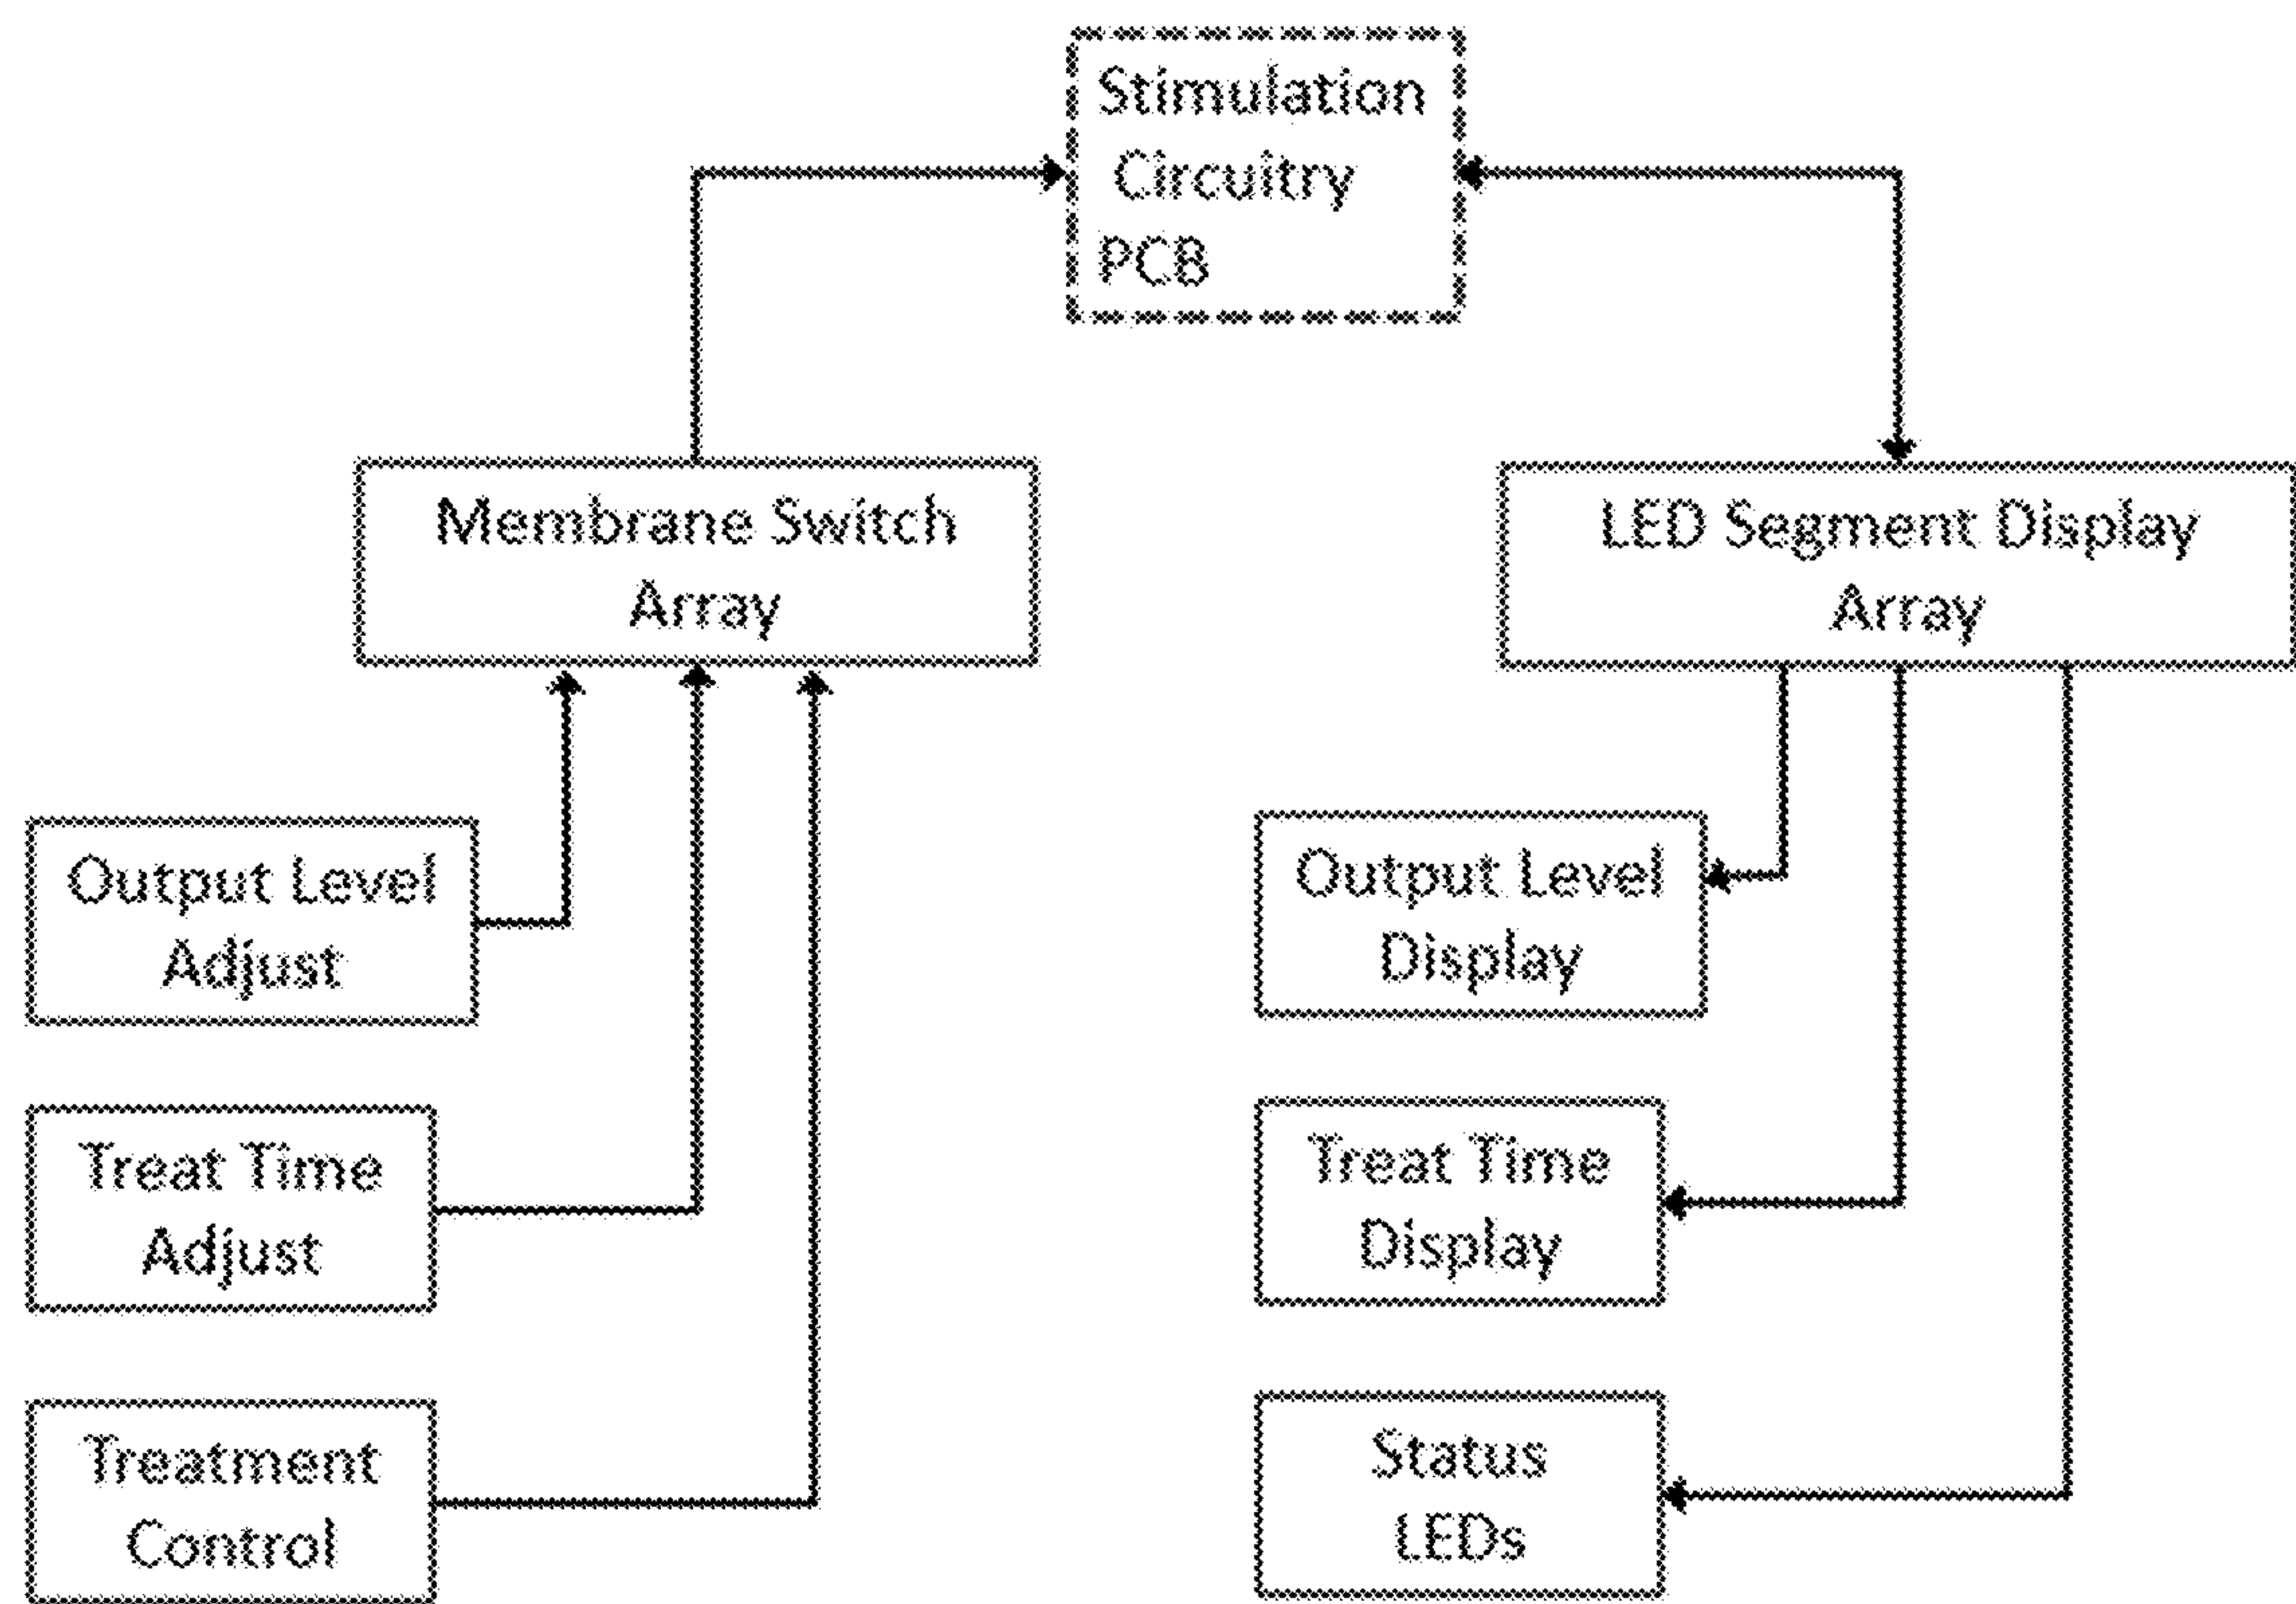 Stimulation
Circuitry
PCB
Membrane Switch
Array
LED Segment Display
Array
Output Level
Adjust
Output Level
Display
Treat Time
Adjust
Treat Time
Display
Treatment
Control
Status
LEDs